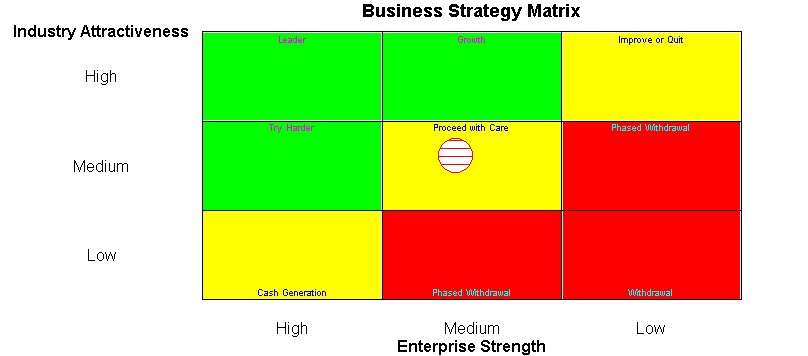 Business Strategy Matrix
Industry Attractiveness
Leader
Growth
Improve or Quit
High
Try Harder
Proceed with Care
Phased Withdrawal
Medium
Low
Cash Generation
Phased Withdrawal
Withdrawal
High
Medium
Low
Enterprise Strength